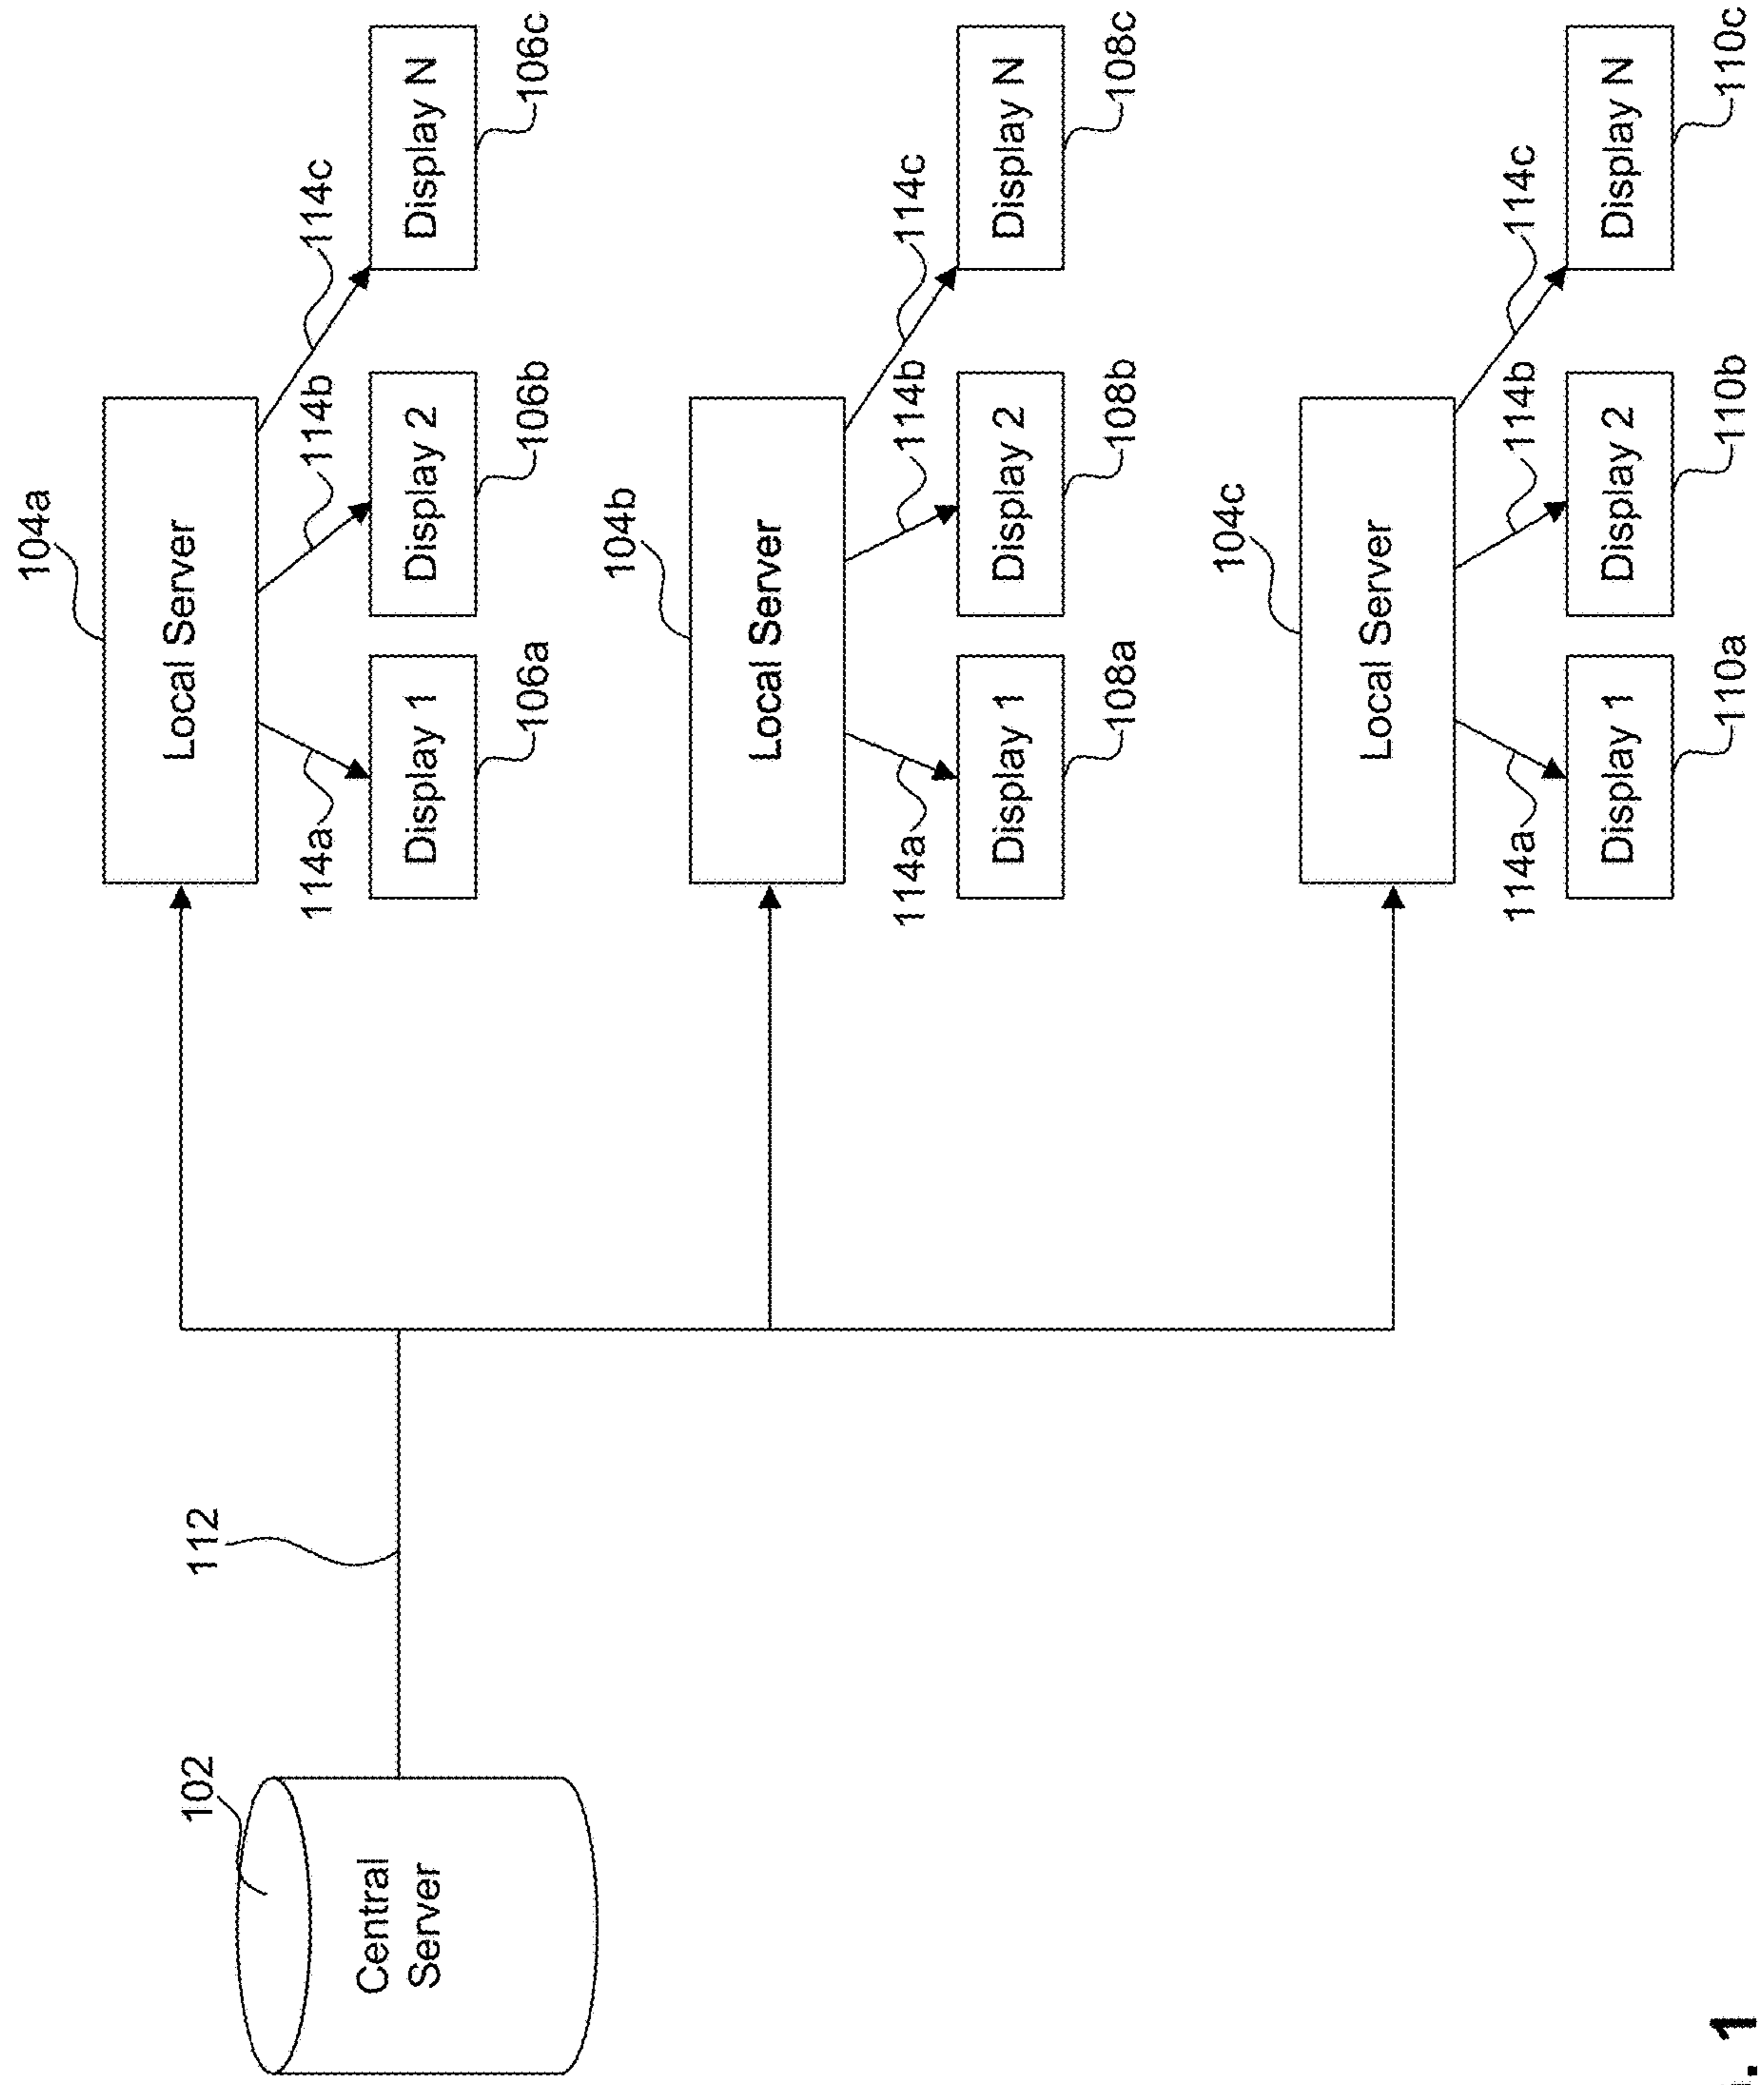 102
Central
Server
112
104a
Local Server
114a
114b
114c
Display 1
Display 2
Display N
106a
106b
106c
104b
Local Server
114a
114b
114c
Display 1
Display 2
Display N
108a
108b
108c
104c
Local Server
114a
114b
114c
Display 1
Display 2
Display N
110a
110b
110c
. 1